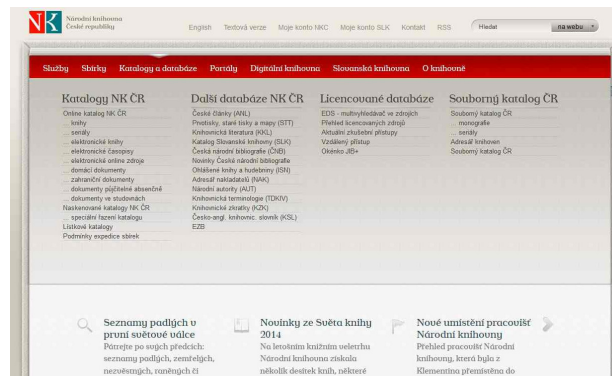 Národní knihovna
České republiky
English Textová verze Moje konto NKC Moje konto SLK Kontakt RSS Hledat na webu
Služby Sbírky Katalogy a databáze Portály Digitální knihovna Slovanská knihovna O knihovně
Katalogy NK ČR
Online katalog NK ČR
... knihy
... seriály
... elektronické knihy
... elektronické časopisy
... elektronické online zdroje
... domácí dokumenty
... zahraniční dokumenty
... dokumenty půjčitelné absenčně
... dokumenty ve studovnách
Naskenované katalogy NK ČR
... speciální řazení katalogu
Lístkové katalogy
Podmínky expedice sbírek
Další databáze NK ČR
České články (ANL)
Prvotisky, staré tisky a mapy (STT)
Knihovnická literatura (KKL)
Katalog Slovanské knihovny (SLK)
Česká národní bibliografie (ČNB)
Novinky České národní bibliografie
Ohlášené knihy a hudebniny (ISN)
Adresář nakladatelů (NAK)
Národní autority (AUT)
Knihovnická terminologie (TDKIV)
Knihovnické zkratky (KZK)
Česko-angl. knihovnic. slovník (KSL)
EZB
Licencované databáze
EDS - multivyhledávač ve zdrojích
Přehled licencovaných zdrojů
Aktuální zkušební přístupy
Vzdálený přístup
Okénko JIB+
Souborný katalog ČR
Souborný katalog ČR
... monografie
... seriály
Adresář knihoven
Souborný katalog ČR
Seznamy padlých v
první světové válce
Pátrejte po svých předcích:
seznamy padlých, zemřelých,
nezvěstných, raněných či
Novinky ze Světa knihy
2014
Na letošním knižním veletrhu
Národní knihovna získala
několik desítek knih, některé
Nové umístění pracovišť
Národní knihovny
Přehled pracovišť Národní
knihovny, která byla z
Klementina přemístěna do